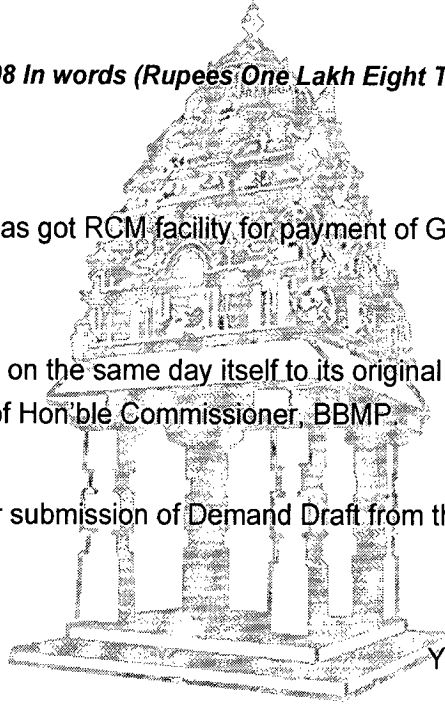 08 In words (Rupees One Lakh Eight T
as got RCM facility for payment of G
on the same day itself to its original
of Hon'ble Commissioner, BBMP.
r submission of Demand Draft from th
Y